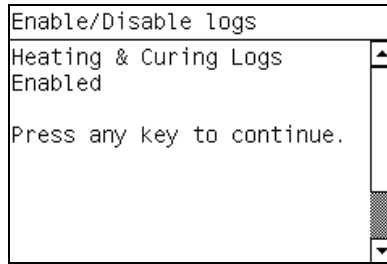 Enable/Disable logs
Heating & Curing Logs
Enabled
Press any key to continue.